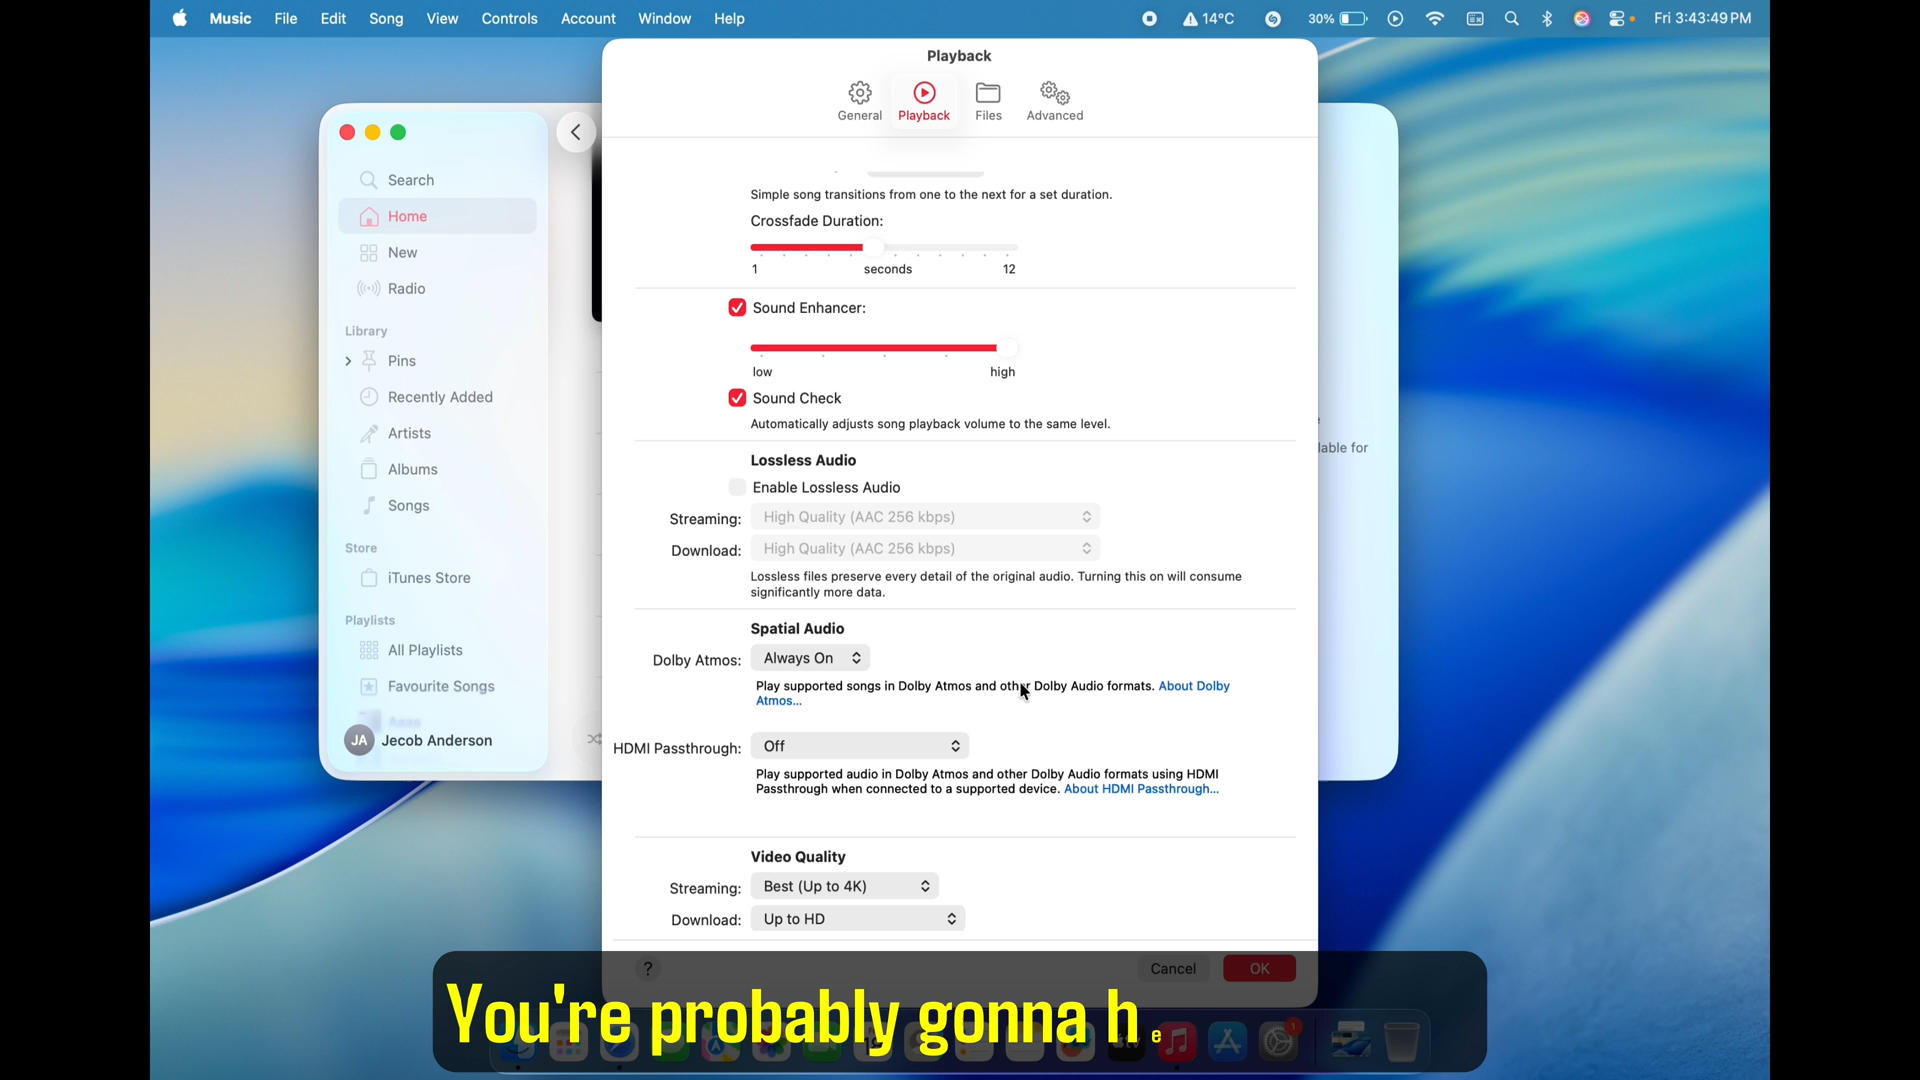 Music File Edit Song View Controls Account Window Help
14°C 30% Fri 3:43:49 PM
Playback
General Playback Files Advanced
Search
Home
New
Radio
Library
Pins
Recently Added
Artists
Albums
Songs
Store
iTunes Store
Playlists
All Playlists
Favourite Songs
JA Jecob Anderson
Simple song transitions from one to the next for a set duration.
Crossfade Duration:
1 seconds 12
Sound Enhancer:
low high
Sound Check
Automatically adjusts song playback volume to the same level.
Lossless Audio
Enable Lossless Audio
Streaming: High Quality (AAC 256 kbps)
Download: High Quality (AAC 256 kbps)
Lossless files preserve every detail of the original audio. Turning this on will consume
significantly more data.
Spatial Audio
Dolby Atmos: Always On
Play supported songs in Dolby Atmos and other Dolby Audio formats. About Dolby
Atmos...
HDMI Passthrough: Off
Play supported audio in Dolby Atmos and other Dolby Audio formats using HDMI
Passthrough when connected to a supported device. About HDMI Passthrough...
Video Quality
Streaming: Best (Up to 4K)
Download: Up to HD
? Cancel OK
lable for
You're probably gonna he
1